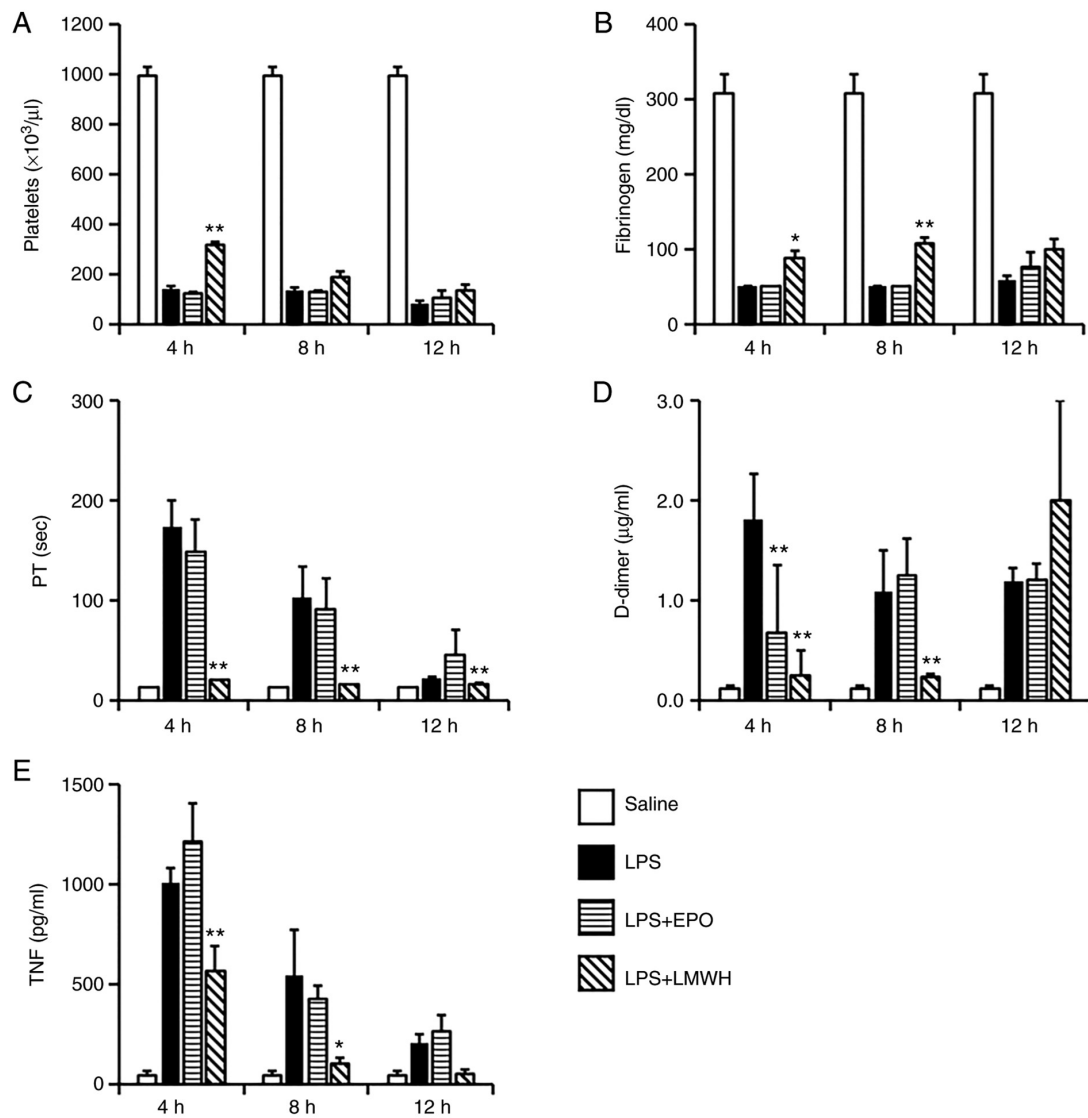 A
Platelets (×10³/µl)
1200
1000
800
600
400
200
0
**
4 h 8 h 12 h
B
Fibrinogen (mg/dl)
400
300
200
100
0
*
**
4 h 8 h 12 h
C
PT (sec)
300
200
100
0
**
**
**
4 h 8 h 12 h
D
D-dimer (µg/ml)
3.0
2.0
1.0
0.0
**
**
**
4 h 8 h 12 h
E
TNF (pg/ml)
1500
1000
500
0
**
*
4 h 8 h 12 h
Saline
LPS
LPS+EPO
LPS+LMWH